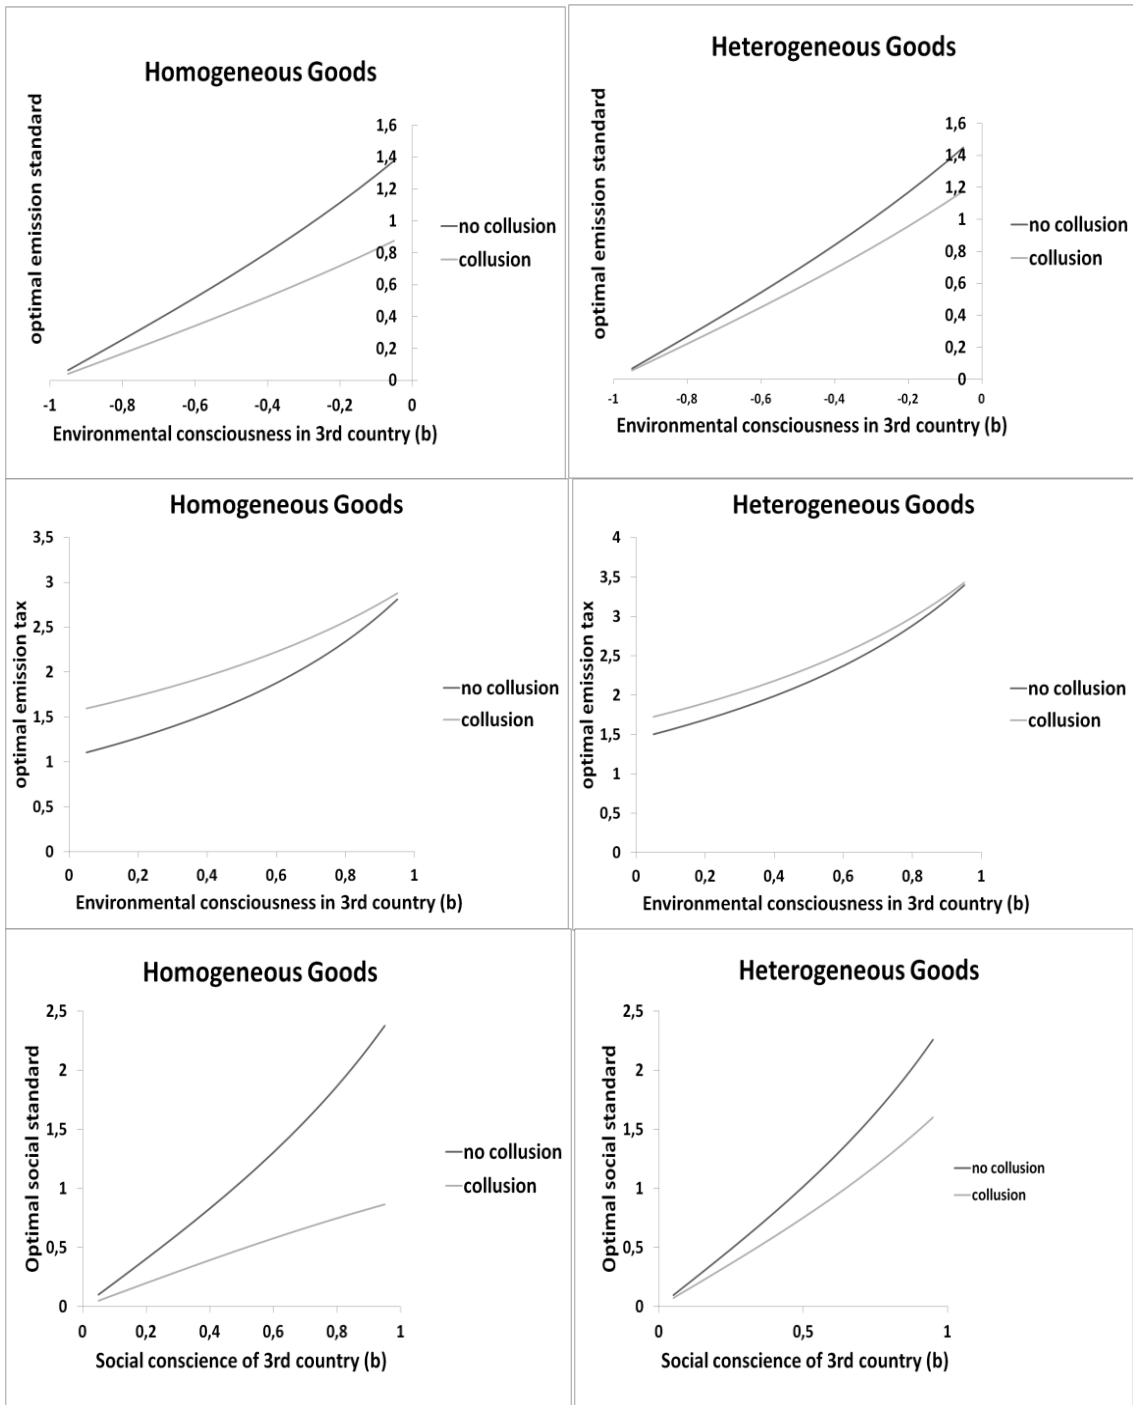 Homogeneous Goods
optimal emission standard
1,6
1,4
1,2
1
0,8
0,6
0,4
0,2
0
-1 -0,8 -0,6 -0,4 -0,2 0
Environmental consciousness in 3rd country (b)
no collusion
collusion
Heterogeneous Goods
optimal emission standard
1,6
1,4
1,2
1
0,8
0,6
0,4
0,2
0
-1 -0,8 -0,6 -0,4 -0,2 0
Environmental consciousness in 3rd country (b)
no collusion
collusion
Homogeneous Goods
optimal emission tax
3,5
3
2,5
2
1,5
1
0,5
0
0 0,2 0,4 0,6 0,8 1
Environmental consciousness in 3rd country (b)
no collusion
collusion
Heterogeneous Goods
optimal emission tax
4
3,5
3
2,5
2
1,5
1
0,5
0
0 0,2 0,4 0,6 0,8 1
Environmental consciousness in 3rd country (b)
no collusion
collusion
Homogeneous Goods
Optimal social standard
2,5
2
1,5
1
0,5
0
0 0,2 0,4 0,6 0,8 1
Social conscience of 3rd country (b)
no collusion
collusion
Heterogeneous Goods
Optimal social standard
2,5
2
1,5
1
0,5
0
0 0,5 1
Social conscience of 3rd country (b)
no collusion
collusion